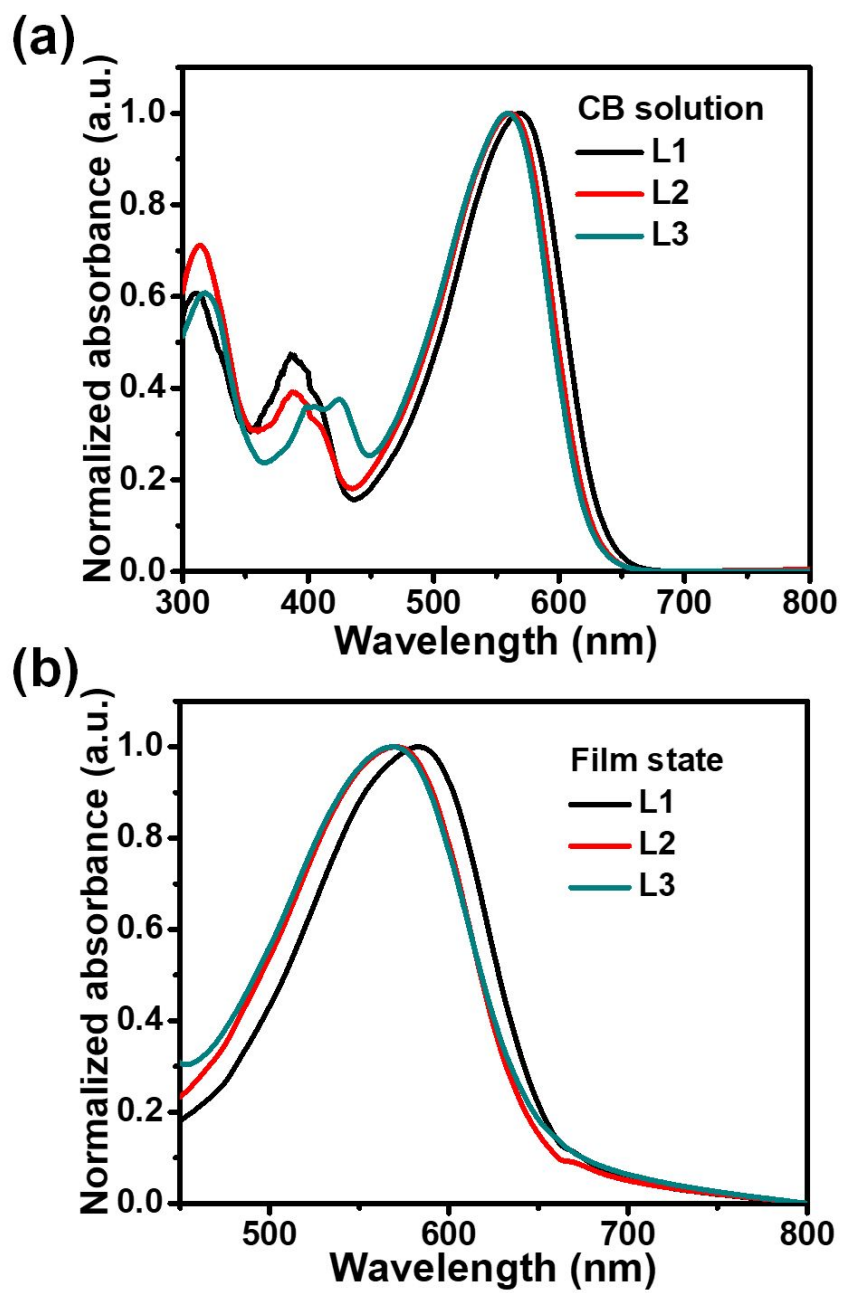 (a)
Normalized absorbance (a.u.)
1.0
0.8
0.6
0.4
0.2
0.0
CB solution
L1
L2
L3
300 400 500 600 700 800
Wavelength (nm)
(b)
Normalized absorbance (a.u.)
1.0
0.8
0.6
0.4
0.2
0.0
Film state
L1
L2
L3
500 600 700 800
Wavelength (nm)